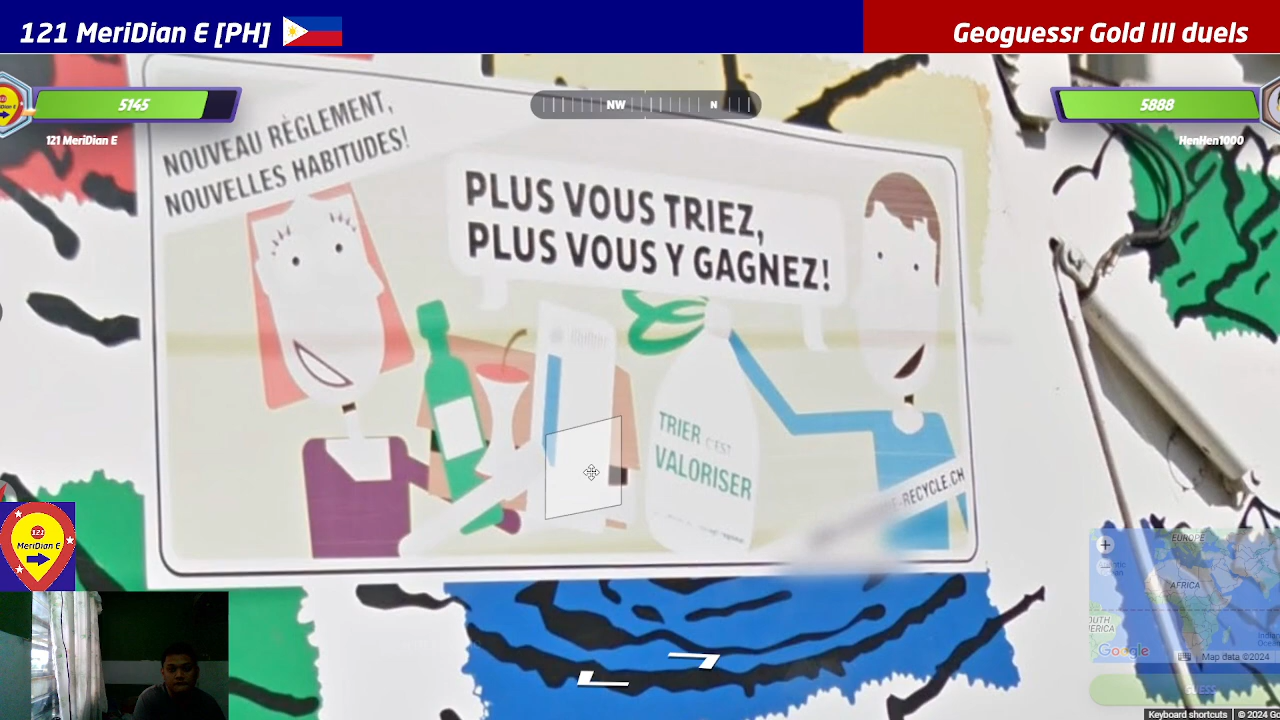 121 MeriDian E [PH]
Geoguessr Gold III duels
5145
NW
N
5888
121 MeriDian E
HenHen1000
NOUVEAU RÈGLEMENT,
NOUVELLES HABITUDES!
PLUS VOUS TRIEZ,
PLUS VOUS Y GAGNEZ!
TRIER C'EST
VALORISER
E-RECYCLE.CH
121
MeriDian E
EUROPE
AFRICA
Google
Map data ©2024
GUESS
Keyboard shortcuts
© 2024 Go